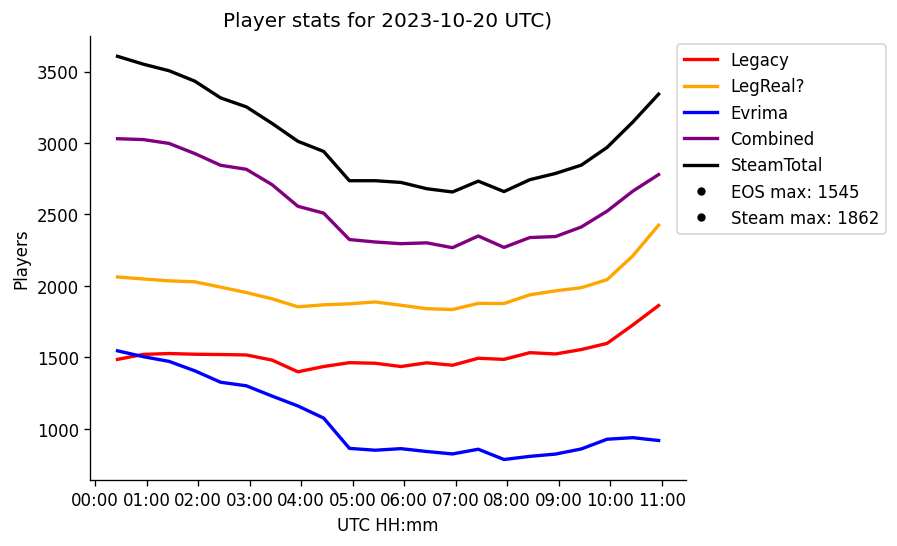 Player stats for 2023-10-20 UTC)
3500
3000
2500
2000
1500
1000
Players
00:00 01:00 02:00 03:00 04:00 05:00 06:00 07:00 08:00 09:00 10:00 11:00
UTC HH:mm
Legacy
LegReal?
Evrima
Combined
SteamTotal
EOS max: 1545
Steam max: 1862